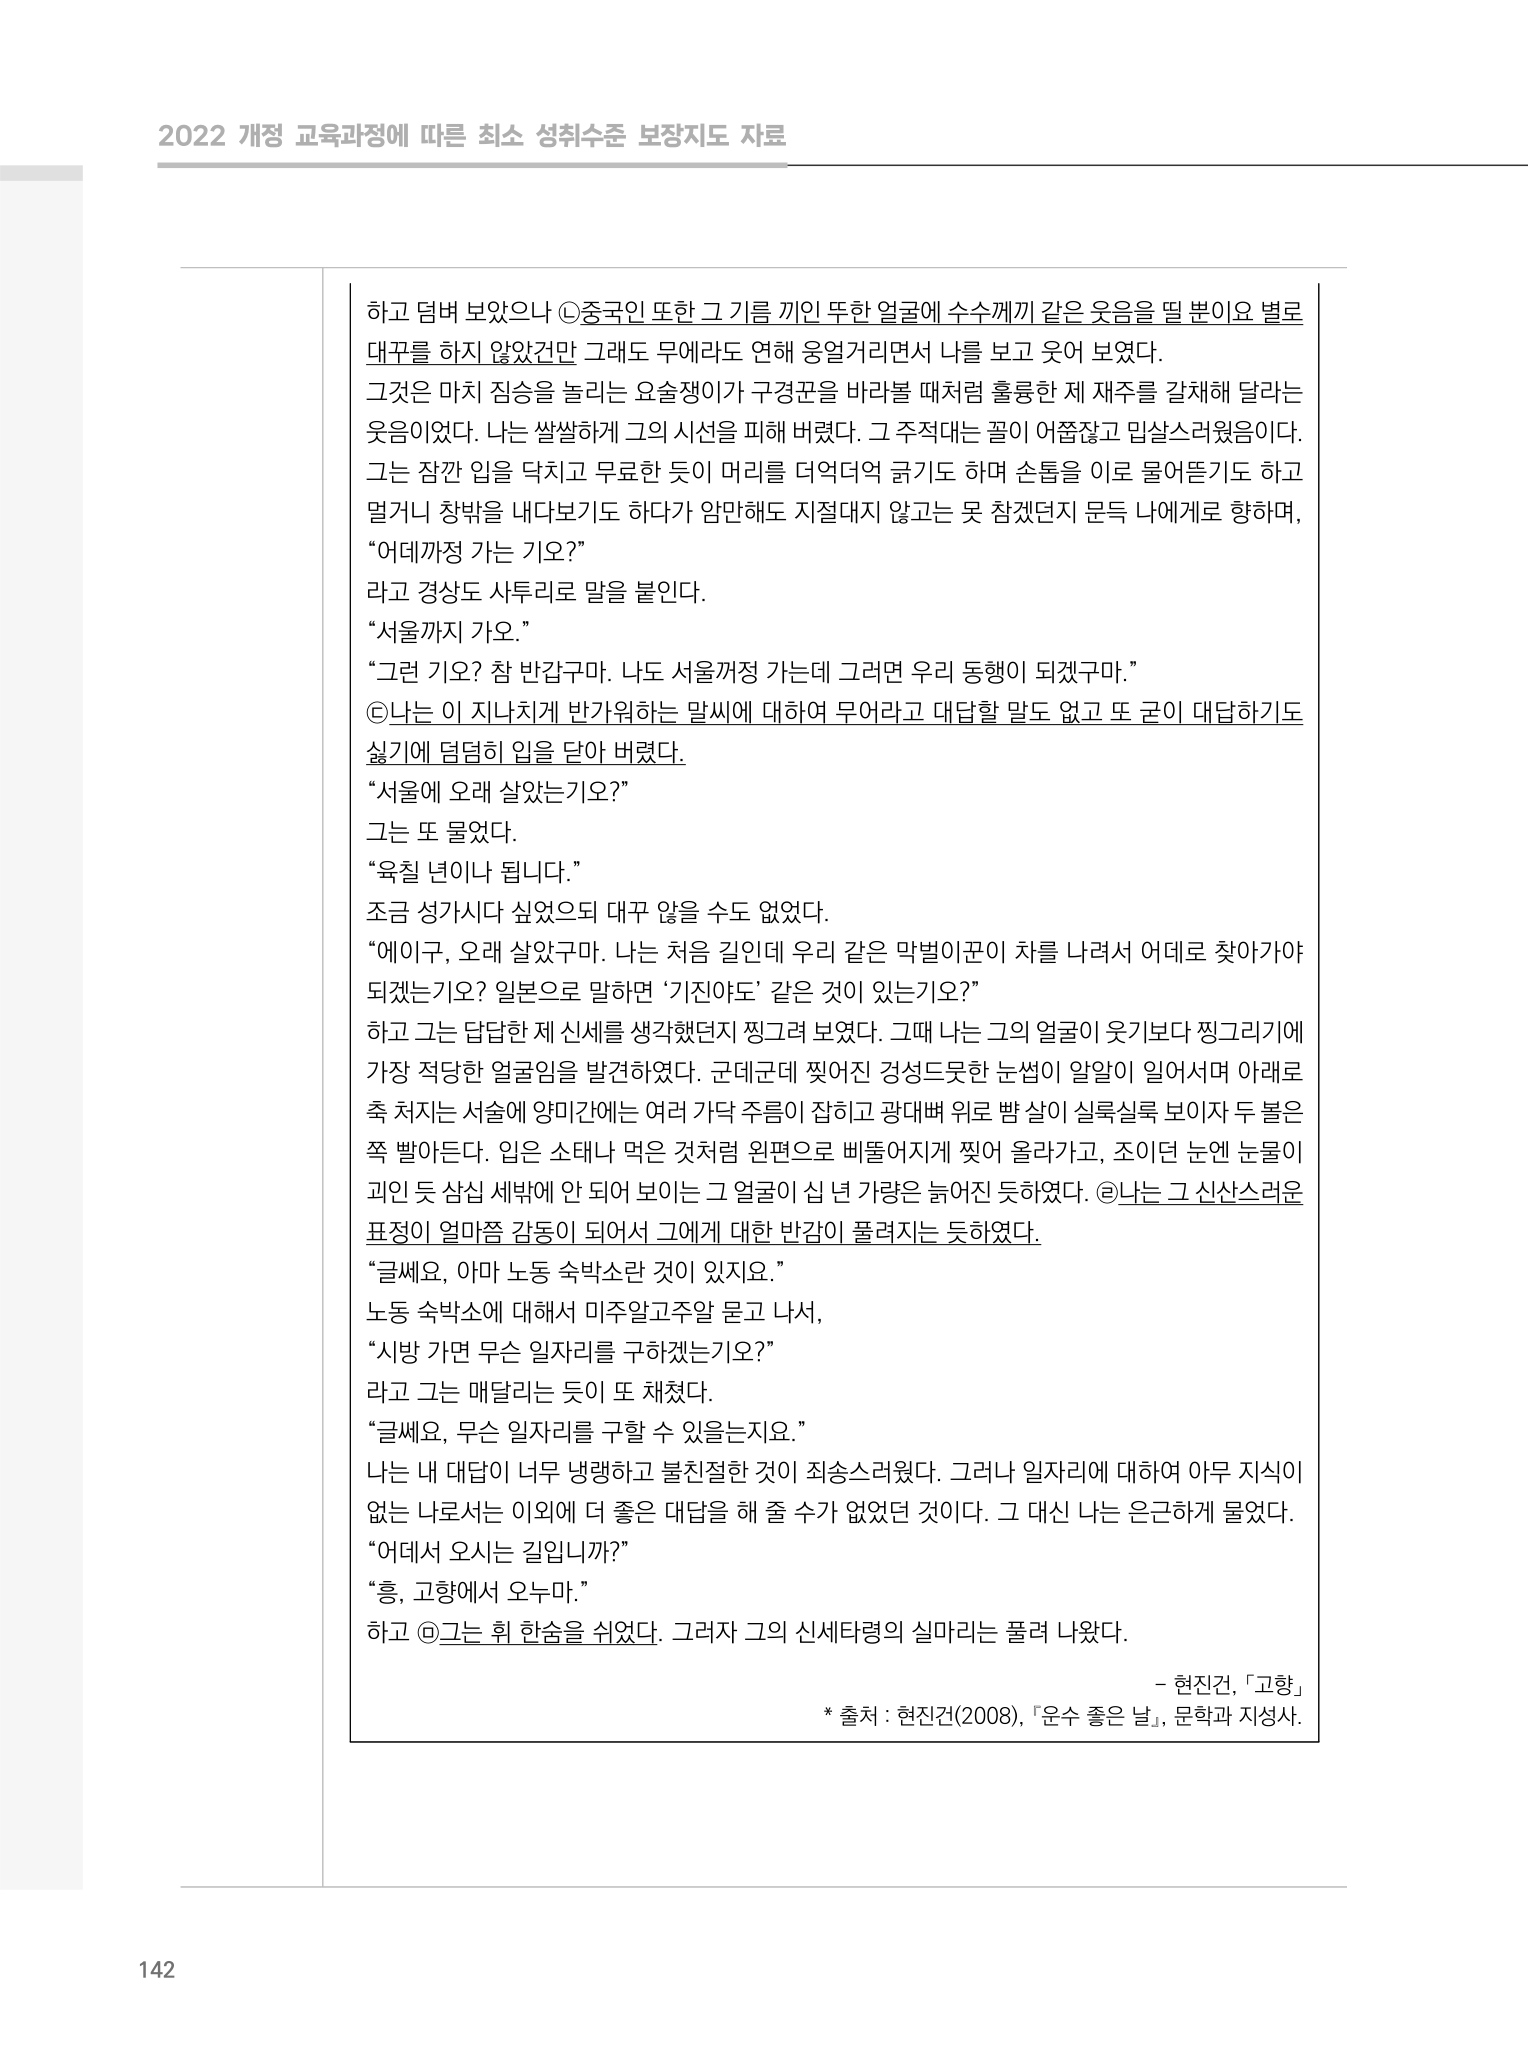 2022 개정 교육과정에 따른 최소 성취수준 보장지도 자료
하고 덤벼 보았으나 ㉡중국인 또한 그 기름 끼인 뚜한 얼굴에 수수께끼 같은 웃음을 띨 뿐이요 별로
대꾸를 하지 않았건만 그래도 무에라도 연해 웅얼거리면서 나를 보고 웃어 보였다.
그것은 마치 짐승을 놀리는 요술쟁이가 구경꾼을 바라볼 때처럼 훌륭한 제 재주를 갈채해 달라는
웃음이었다. 나는 쌀쌀하게 그의 시선을 피해 버렸다. 그 주적대는 꼴이 어쭙잖고 밉살스러웠음이다.
그는 잠깐 입을 닥치고 무료한 듯이 머리를 더억더억 긁기도 하며 손톱을 이로 물어뜯기도 하고
멀거니 창밖을 내다보기도 하다가 암만해도 지절대지 않고는 못 참겠던지 문득 나에게로 향하며,
“어데까정 가는 기오?”
라고 경상도 사투리로 말을 붙인다.
“서울까지 가오.”
“그런 기오? 참 반갑구마. 나도 서울꺼정 가는데 그러면 우리 동행이 되겠구마.”
㉢나는 이 지나치게 반가워하는 말씨에 대하여 무어라고 대답할 말도 없고 또 굳이 대답하기도
싫기에 덤덤히 입을 닫아 버렸다.
“서울에 오래 살았는기오?”
그는 또 물었다.
“육칠 년이나 됩니다.”
조금 성가시다 싶었으되 대꾸 않을 수도 없었다.
“에이구, 오래 살았구마. 나는 처음 길인데 우리 같은 막벌이꾼이 차를 나려서 어데로 찾아가야
되겠는기오? 일본으로 말하면 ‘기진야도’ 같은 것이 있는기오?”
하고 그는 답답한 제 신세를 생각했던지 찡그려 보였다. 그때 나는 그의 얼굴이 웃기보다 찡그리기에
가장 적당한 얼굴임을 발견하였다. 군데군데 찢어진 겅성드뭇한 눈썹이 알알이 일어서며 아래로
축 처지는 서술에 양미간에는 여러 가닥 주름이 잡히고 광대뼈 위로 뺨 살이 실룩실룩 보이자 두 볼은
쪽 빨아든다. 입은 소태나 먹은 것처럼 왼편으로 삐뚤어지게 찢어 올라가고, 조이던 눈엔 눈물이
괴인 듯 삼십 세밖에 안 되어 보이는 그 얼굴이 십 년 가량은 늙어진 듯하였다. ㉣나는 그 신산스러운
표정이 얼마쯤 감동이 되어서 그에게 대한 반감이 풀려지는 듯하였다.
“글쎄요, 아마 노동 숙박소란 것이 있지요.”
노동 숙박소에 대해서 미주알고주알 묻고 나서,
“시방 가면 무슨 일자리를 구하겠는기오?”
라고 그는 매달리는 듯이 또 채쳤다.
“글쎄요, 무슨 일자리를 구할 수 있을는지요.”
나는 내 대답이 너무 냉랭하고 불친절한 것이 죄송스러웠다. 그러나 일자리에 대하여 아무 지식이
없는 나로서는 이외에 더 좋은 대답을 해 줄 수가 없었던 것이다. 그 대신 나는 은근하게 물었다.
“어데서 오시는 길입니까?”
“흥, 고향에서 오누마.”
하고 ㉤그는 휘 한숨을 쉬었다. 그러자 그의 신세타령의 실마리는 풀려 나왔다.
– 현진건, 「고향」
* 출처 : 현진건(2008), 『운수 좋은 날』, 문학과 지성사.
142